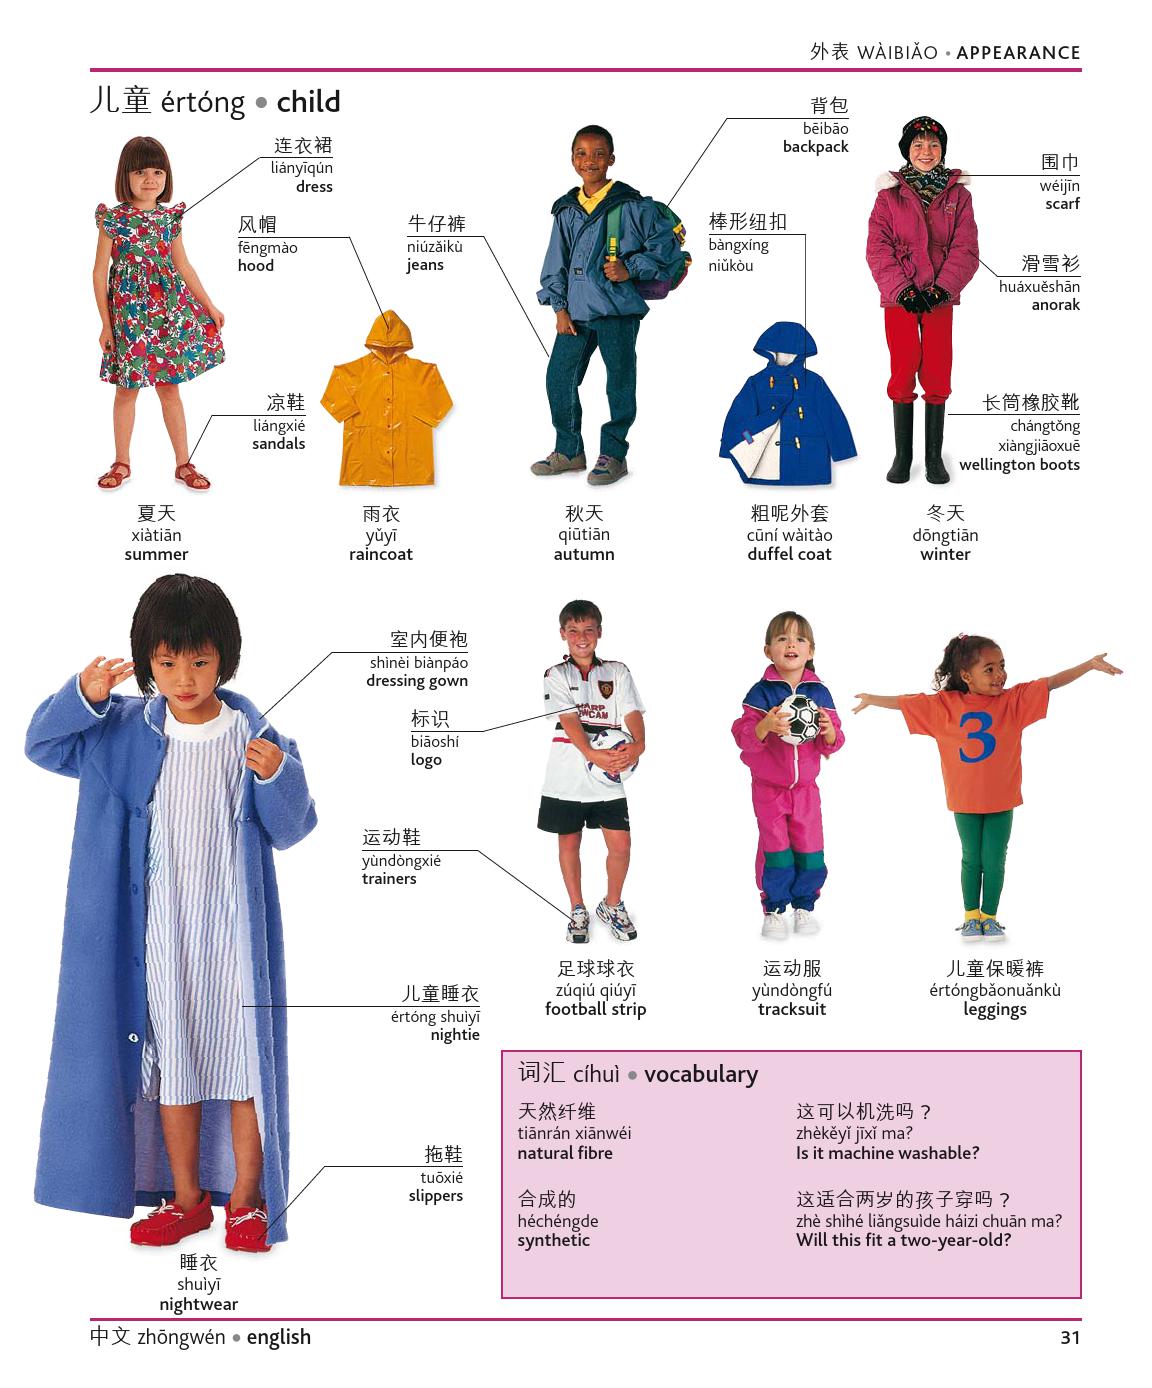 外表 WÀIBIǍO • APPEARANCE
儿童 értóng • child
连衣裙
liányīqún
dress
风帽
fēngmào
hood
牛仔裤
niúzǎikù
jeans
背包
bēibāo
backpack
棒形纽扣
bàngxíng
niǔkòu
围巾
wéijīn
scarf
滑雪衫
huáxuěshān
anorak
凉鞋
liángxié
sandals
长筒橡胶靴
chángtǒng
xiàngjiāoxuē
wellington boots
夏天
xiàtiān
summer
雨衣
yǔyī
raincoat
秋天
qiūtiān
autumn
粗呢外套
cūní wàitào
duffel coat
冬天
dōngtiān
winter
室内便袍
shìnèi biànpáo
dressing gown
标识
biāoshí
logo
运动鞋
yùndòngxié
trainers
儿童睡衣
értóng shuìyī
nightie
拖鞋
tuōxié
slippers
睡衣
shuìyī
nightwear
3
足球球衣
zúqiú qiúyī
football strip
运动服
yùndòngfú
tracksuit
儿童保暖裤
értóngbǎonuǎnkù
leggings
词汇 cíhuì • vocabulary
天然纤维
tiānrán xiānwéi
natural fibre
合成的
héchéngde
synthetic
这可以机洗吗？
zhèkěyǐ jīxǐ ma?
Is it machine washable?
这适合两岁的孩子穿吗？
zhè shìhé liǎngsuìde háizi chuān ma?
Will this fit a two-year-old?
中文 zhōngwén • english
31